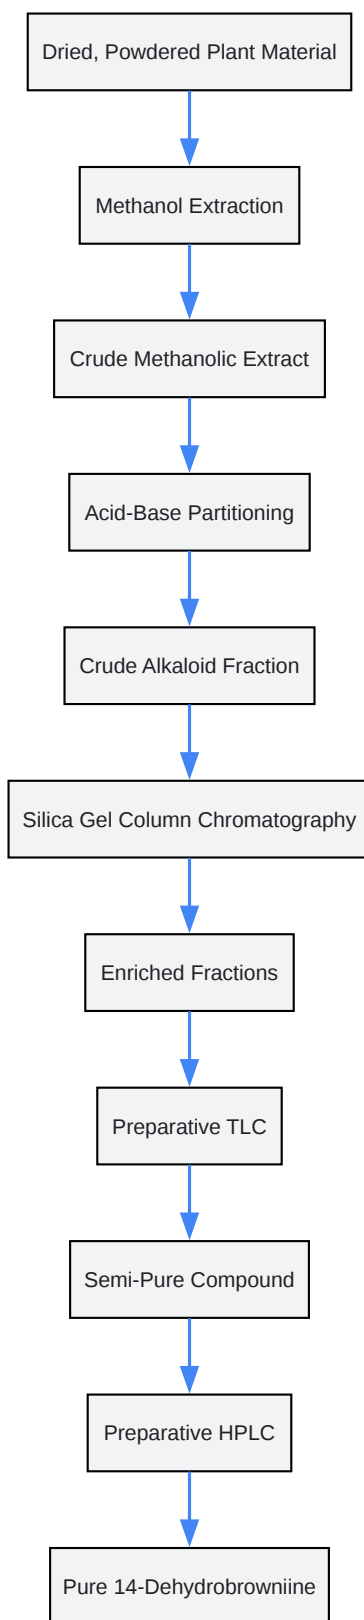 Dried, Powdered Plant Material
Methanol Extraction
Crude Methanolic Extract
Acid-Base Partitioning
Crude Alkaloid Fraction
Silica Gel Column Chromatography
Enriched Fractions
Preparative TLC
Semi-Pure Compound
Preparative HPLC
Pure 14-Dehydrobrowniine